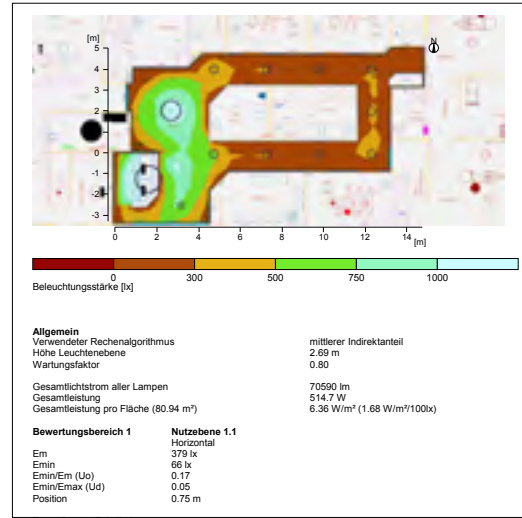 [m]
N
5
4
3
2
1
0
-1
-2
-3
0 2 4 6 8 10 12 14 [m]
0 300 500 750 1000
Beleuchtungsstärke [lx]
Allgemein
Verwendeter Rechenalgorithmus mittlerer Indirektanteil
Höhe Leuchtenebene 2.69 m
Wartungsfaktor 0.80
Gesamtlichtstrom aller Lampen 70590 lm
Gesamtleistung 514.7 W
Gesamtleistung pro Fläche (80.94 m²) 6.36 W/m² (1.68 W/m²/100lx)
Bewertungsbereich 1 Nutzebene 1.1
Horizontal
Em 379 lx
Emin 66 lx
Emin/Em (Uo) 0.17
Emin/Emax (Ud) 0.05
Position 0.75 m